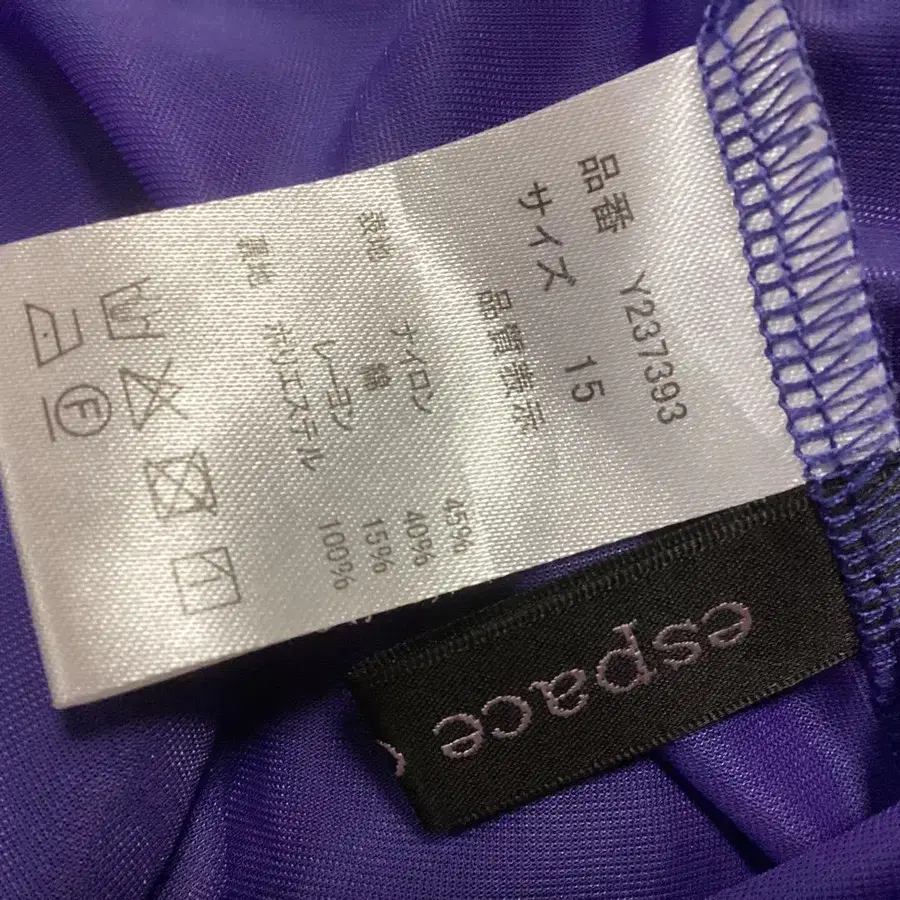 品番 Y237393
サイズ 15
品質表示
表地 ナイロン 45%
綿 40%
レーヨン 15%
裏地 ポリエステル 100%
F
espace